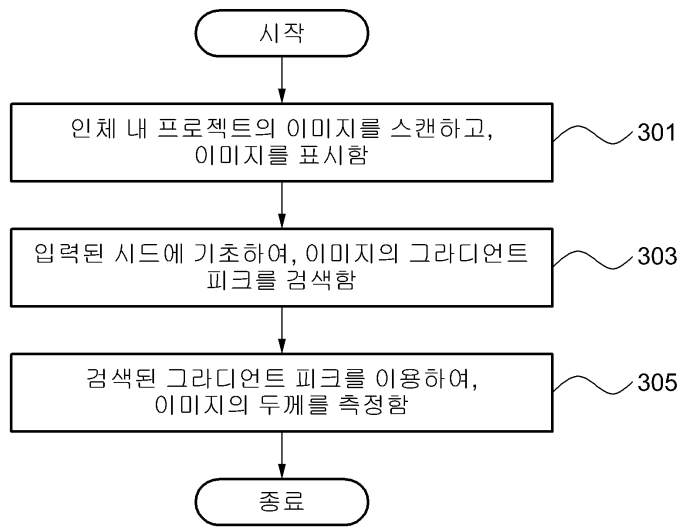 시작
인체 내 프로젝트의 이미지를 스캔하고,
이미지를 표시함
301
입력된 시드에 기초하여, 이미지의 그라디언트
피크를 검색함
303
검색된 그라디언트 피크를 이용하여,
이미지의 두께를 측정함
305
종료